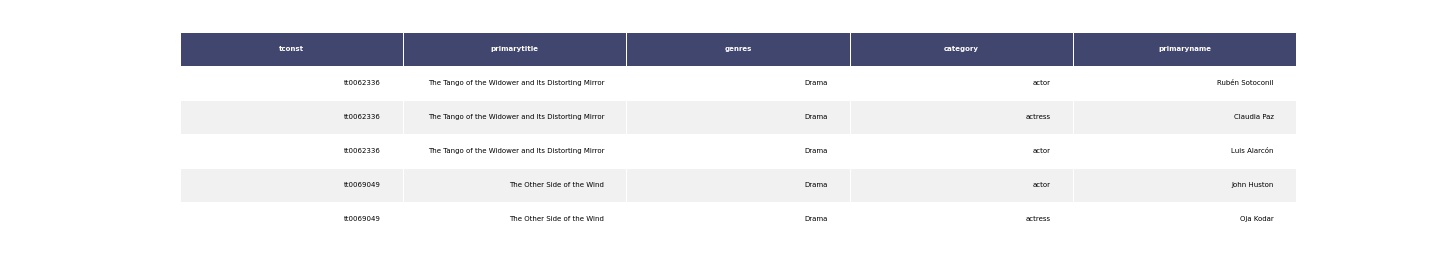 tconst primarytitle genres category primaryname
tt0062336 The Tango of the Widower and Its Distorting Mirror Drama actor Rubén Sotoconil
tt0062336 The Tango of the Widower and Its Distorting Mirror Drama actress Claudia Paz
tt0062336 The Tango of the Widower and Its Distorting Mirror Drama actor Luis Alarcón
tt0069049 The Other Side of the Wind Drama actor John Huston
tt0069049 The Other Side of the Wind Drama actress Oja Kodar